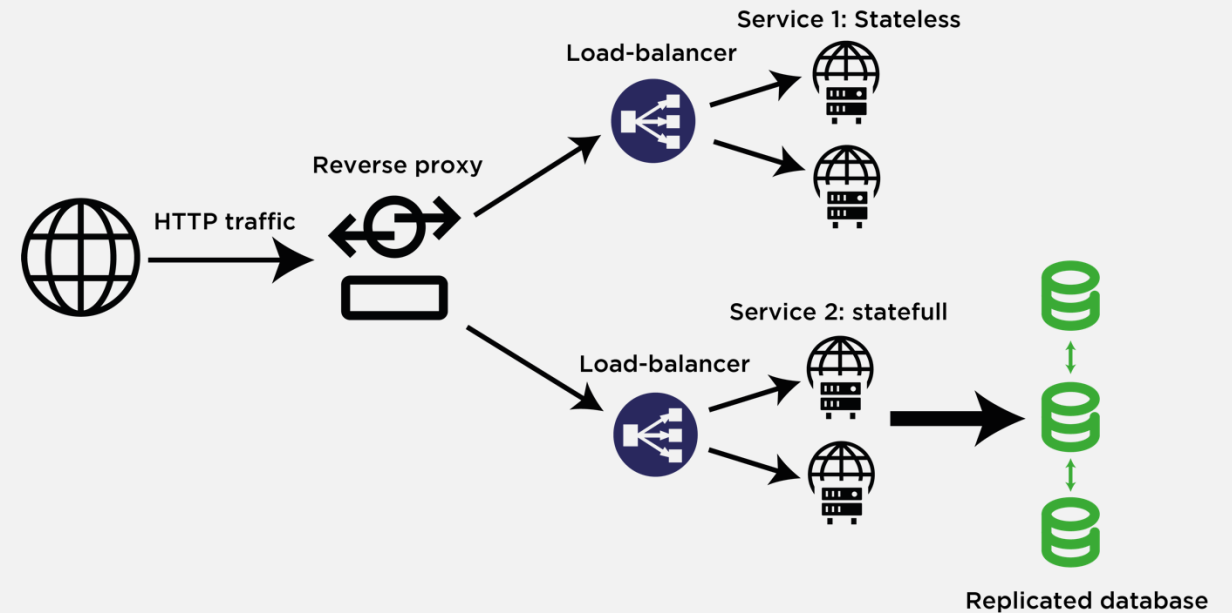 Service 1: Stateless
Load-balancer
Reverse proxy
HTTP traffic
Service 2: statefull
Load-balancer
Replicated database